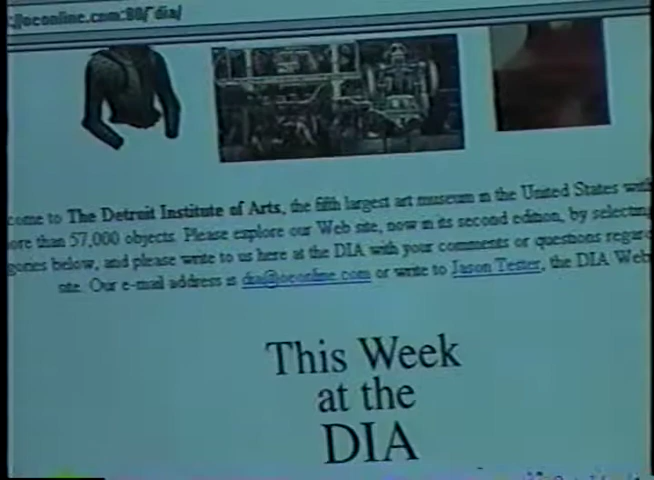 ://oeonline.com:80/~dia/
come to The Detroit Institute of Arts, the fifth largest art museum in the United States with
ore than 57,000 objects. Please explore our Web site, now in its second edition, by selecting
gories below, and please write to us here at the DIA with your comments or questions regar
site. Our e-mail address is dia@oeonline.com or write to Jason Tester, the DIA Web
This Week
at the
DIA